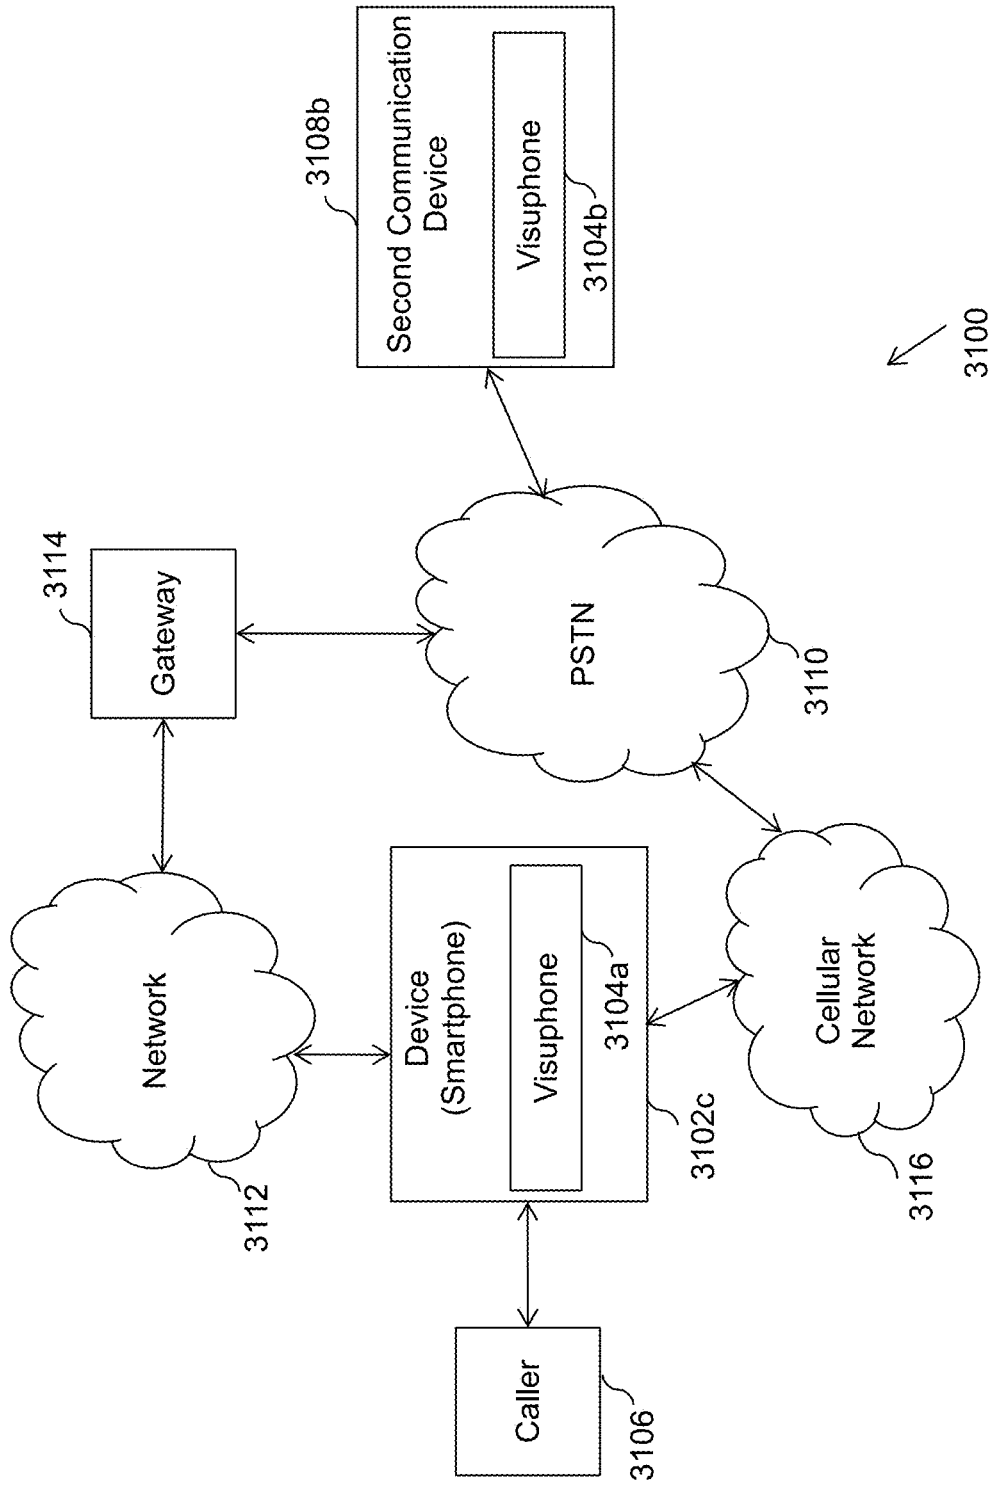 3112
Network
3114
Gateway
3108b
Second Communication
Device
Visuphone
3104b
Caller
3106
Device
(Smartphone)
Visuphone
3104a
3102c
PSTN
3110
Cellular
Network
3116
3100